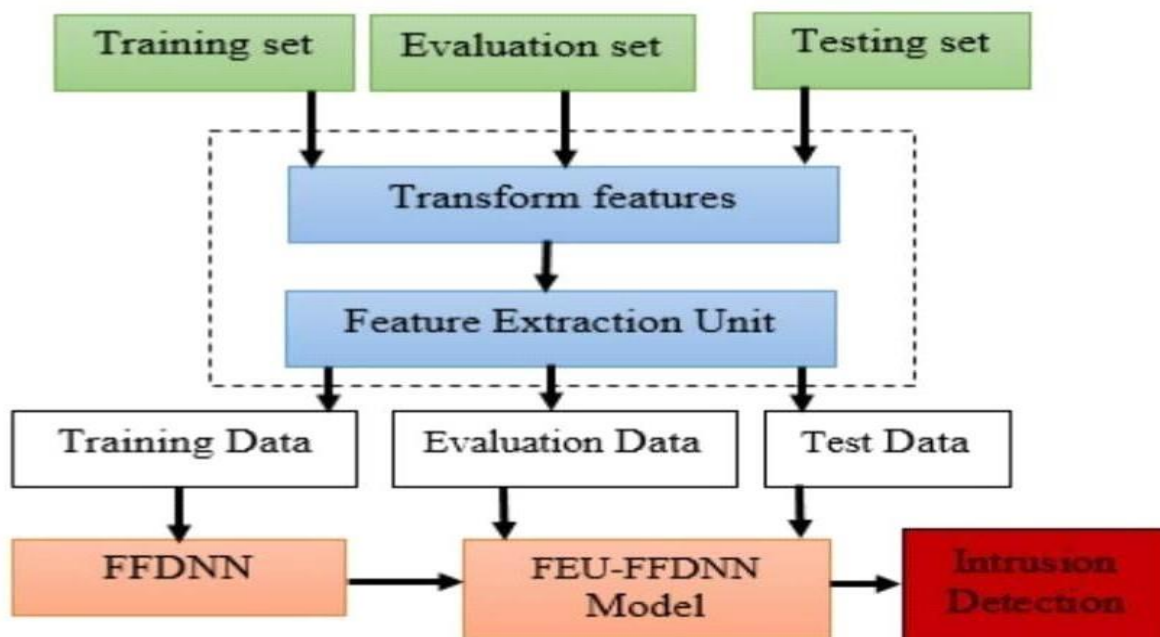 Training set
Evaluation set
Testing set
Transform features
Feature Extraction Unit
Training Data
Evaluation Data
Test Data
FFDNN
FEU-FFDNN
Model
Intrusion
Detection